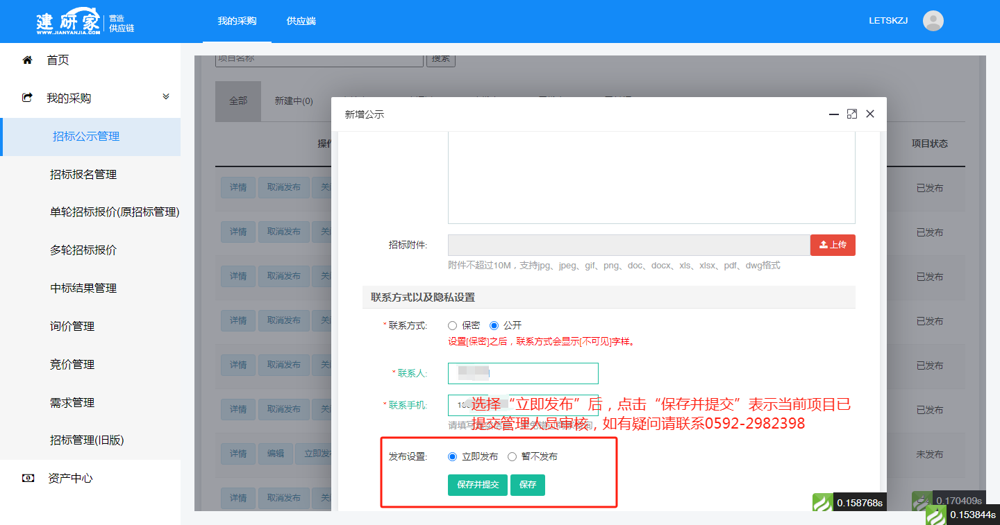 建研家
WWW.JIANYANJIA.COM
营造
供应链
我的采购
供应端
LETSKZJ
首页
我的采购
招标公示管理
招标报名管理
单轮招标报价(原招标管理)
多轮招标报价
中标结果管理
询价管理
竞价管理
需求管理
招标管理(旧版)
资产中心
项目名称
搜索
全部
新建中(0)
项目状态
详情 取消发布 已发布
详情 取消发布 已发布
详情 取消发布 已发布
详情 取消发布 已发布
详情 取消发布 已发布
详情 取消发布 已发布
详情 编辑 未发布
详情 取消发布
新增公示
招标附件:
上传
附件不超过10M，支持jpg、jpeg、gif、png、doc、docx、xls、xlsx、pdf、dwg格式
联系方式以及隐私设置
*联系方式: 保密 公开
设置[保密]之后，联系方式会显示[不可见]字样。
*联系人:
*联系手机:
选择“立即发布”后，点击“保存并提交”表示当前项目已
提交管理人员审核，如有疑问请联系0592-2982398
发布设置: 立即发布 暂不发布
保存并提交 保存
0.158768s
0.170409s
0.153844s